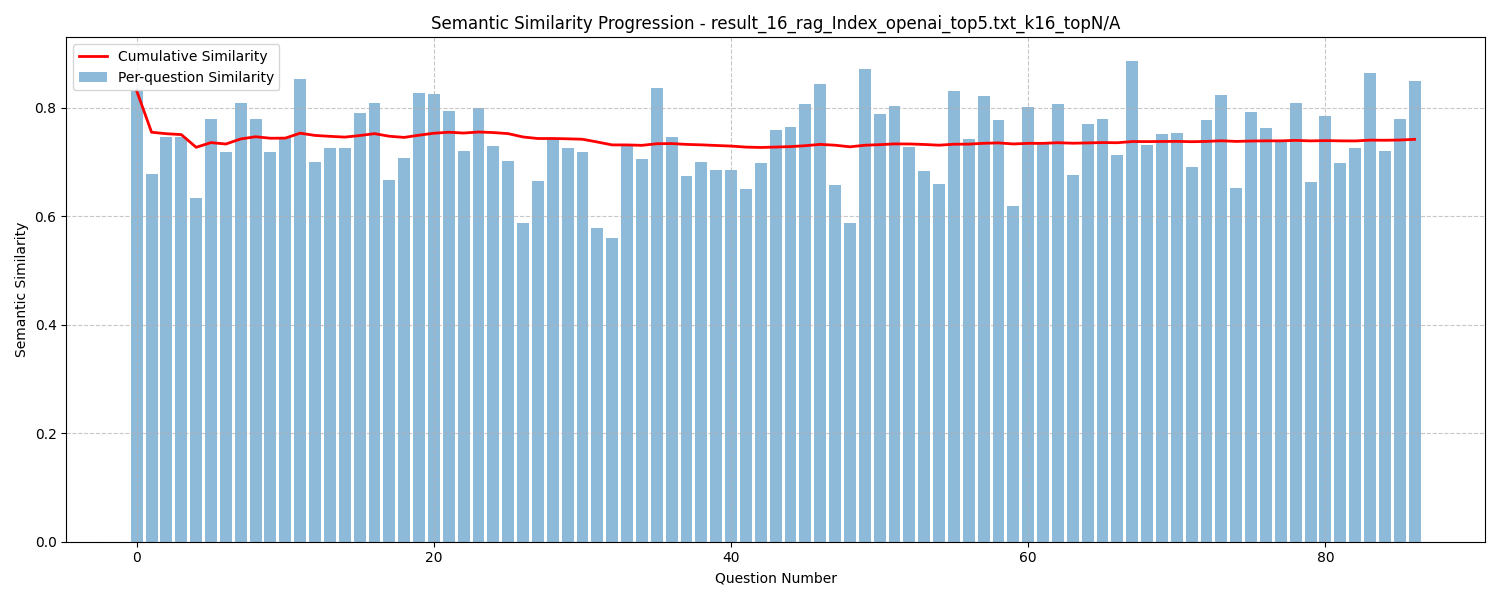 Semantic Similarity Progression - result_16_rag_Index_openai_top5.txt_k16_topN/A
Cumulative Similarity
Per-question Similarity
Semantic Similarity
0.8
0.6
0.4
0.2
0.0
0 20 40 60 80
Question Number